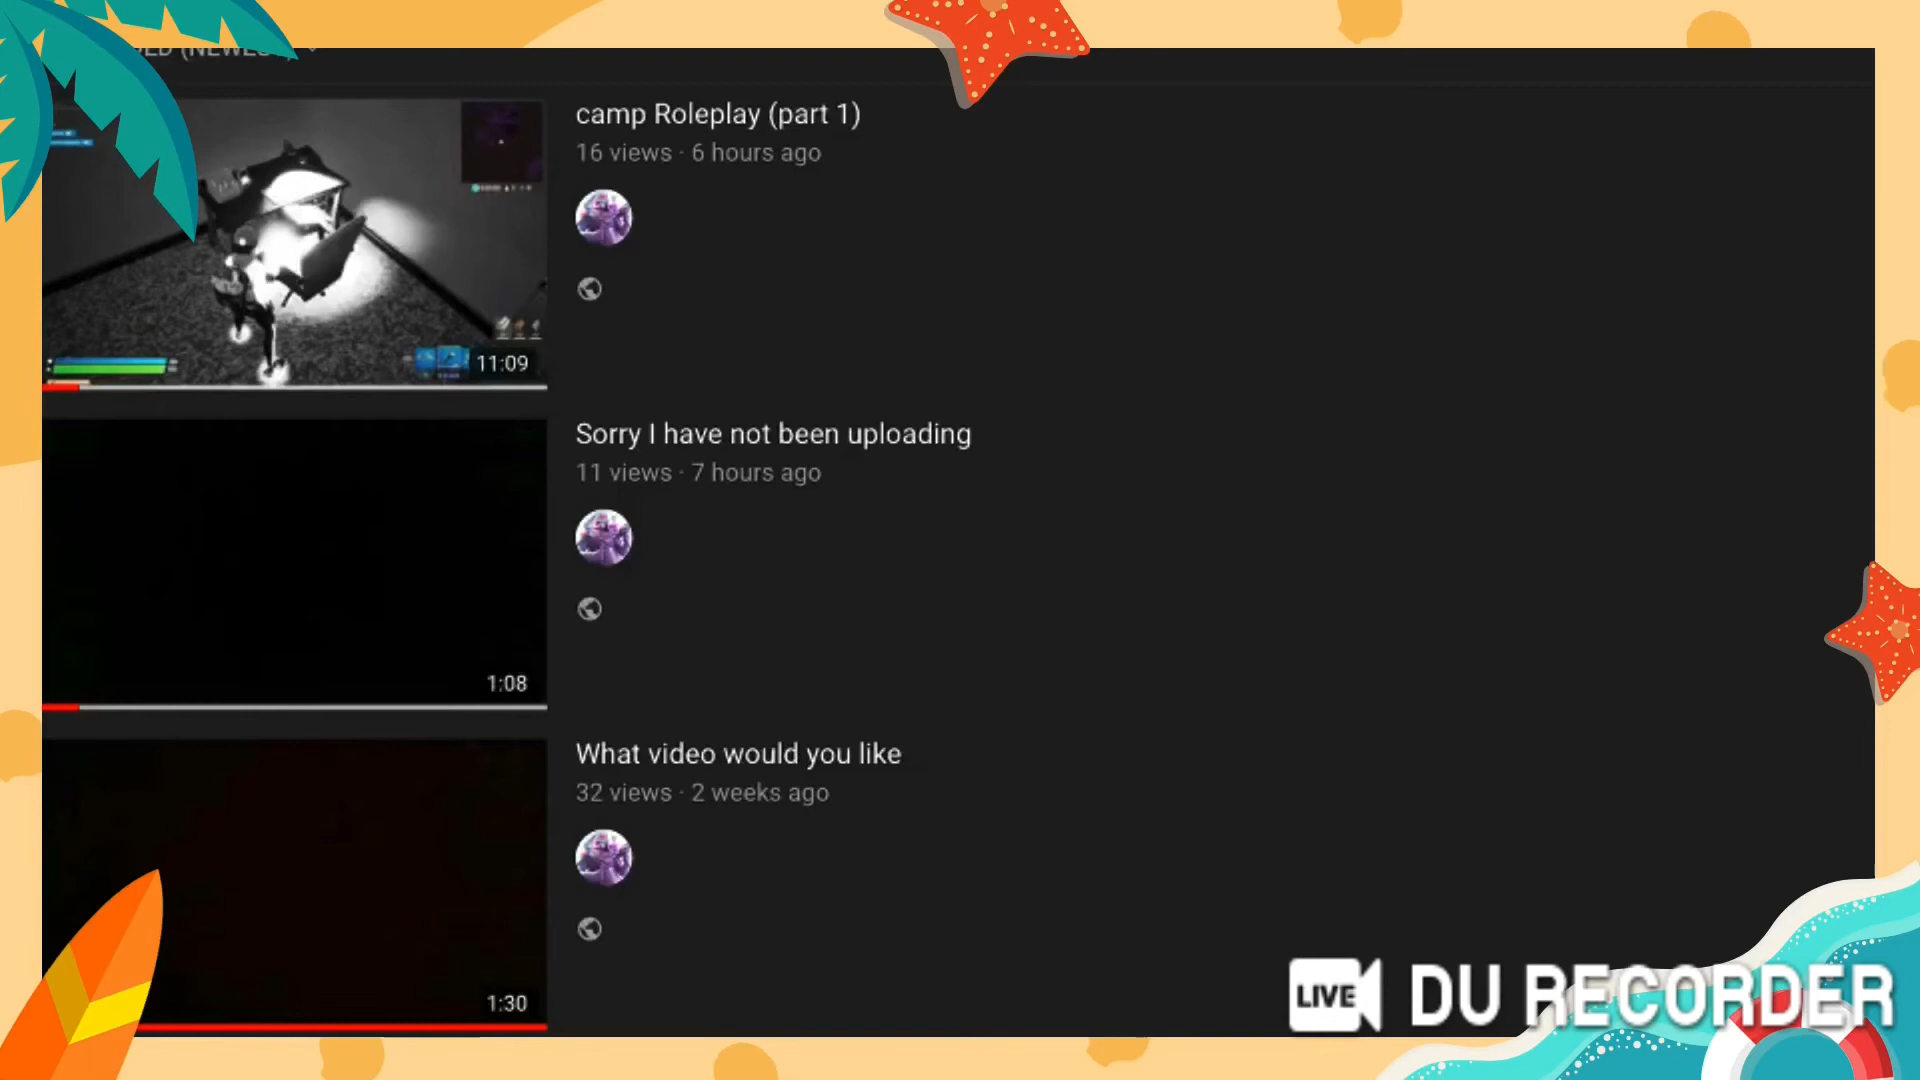 (NEWEST)
camp Roleplay (part 1)
16 views · 6 hours ago
11:09
Sorry I have not been uploading
11 views · 7 hours ago
1:08
What video would you like
32 views · 2 weeks ago
1:30
LIVE DU RECORDER